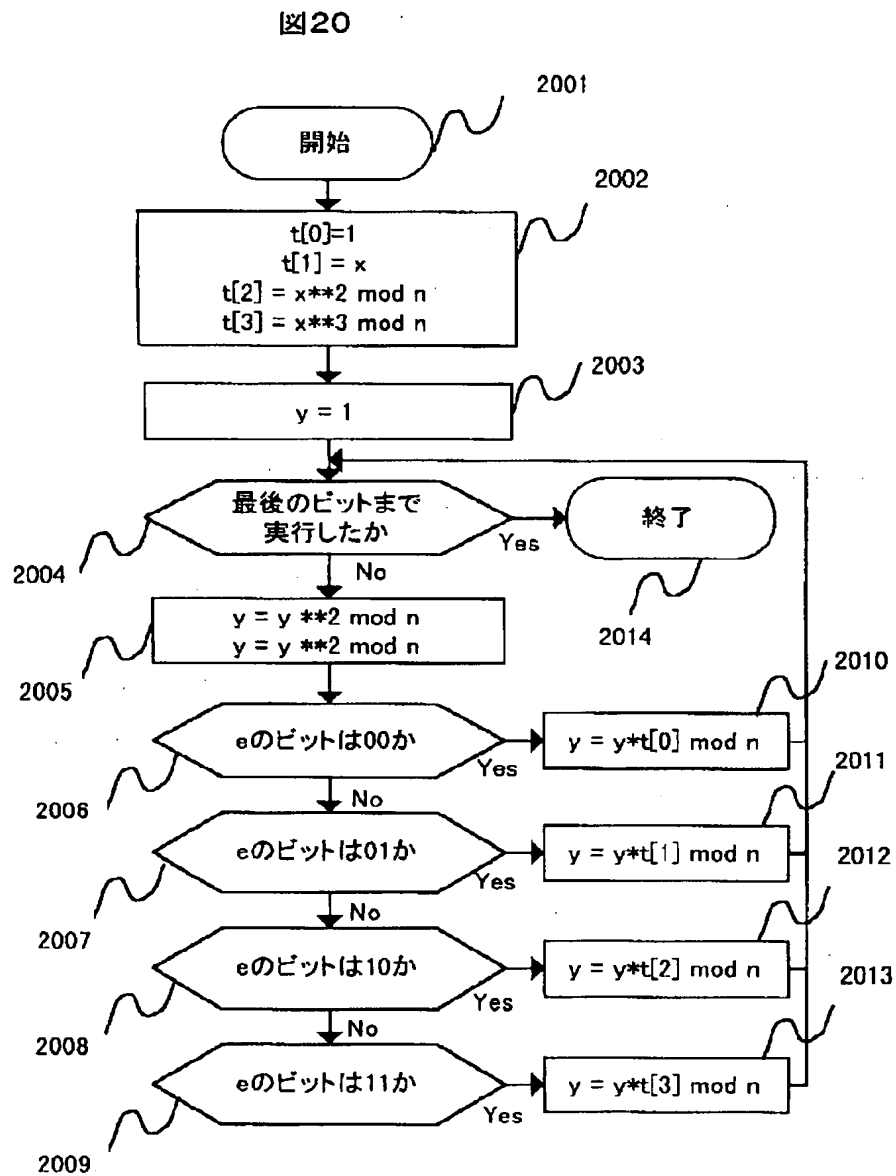 図20
2001
開始
2002
t[0]=1
t[1] = x
t[2] = x**2 mod n
t[3] = x**3 mod n
2003
y = 1
最後のビットまで
実行したか
Yes
終了
2004
No
2014
y = y **2 mod n
y = y **2 mod n
2005
2010
eのビットは00か
Yes
y = y*t[0] mod n
2006
No
2011
eのビットは01か
Yes
y = y*t[1] mod n
2007
No
2012
eのビットは10か
Yes
y = y*t[2] mod n
2008
No
2013
eのビットは11か
Yes
y = y*t[3] mod n
2009